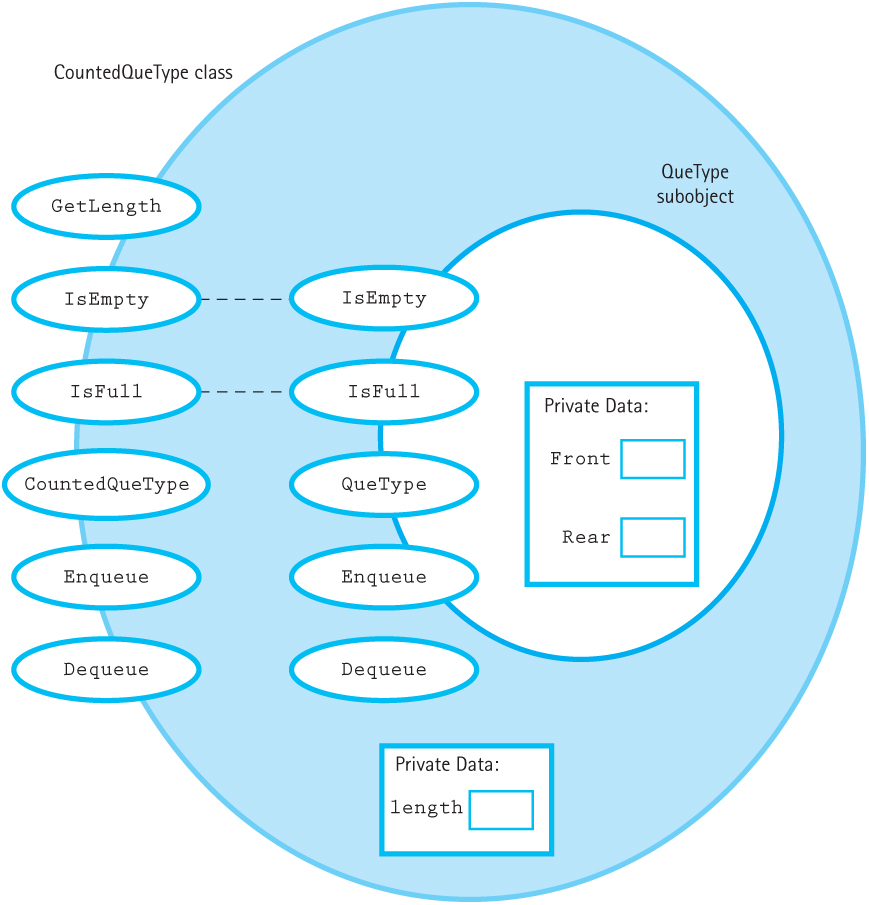 CountedQueType class
QueType
subobject
GetLength
IsEmpty
IsEmpty
IsFull
IsFull
Private Data:
Front
CountedQueType
QueType
Rear
Enqueue
Enqueue
Dequeue
Dequeue
Private Data:
length